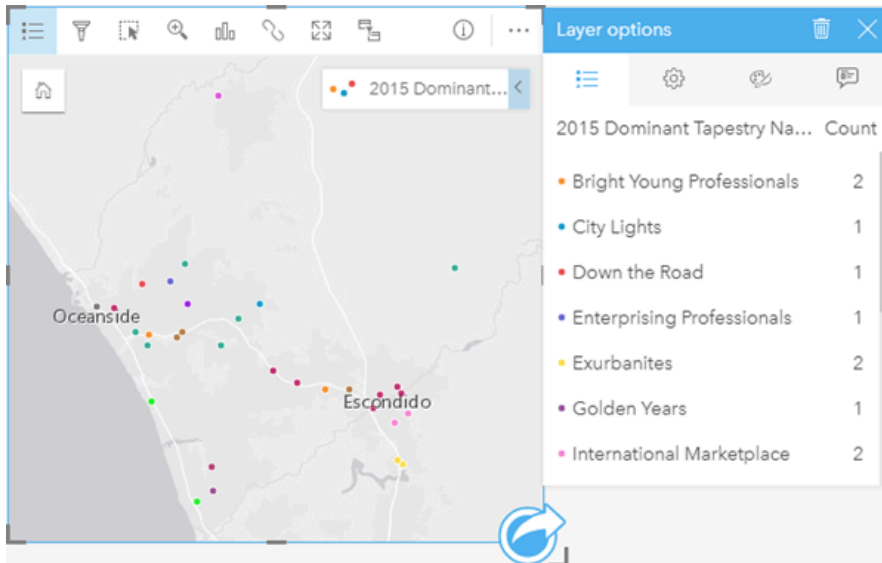 Layer options
2015 Dominant...
2015 Dominant Tapestry Na... Count
Bright Young Professionals 2
City Lights 1
Down the Road 1
Enterprising Professionals 1
Exurbanites 2
Golden Years 1
International Marketplace 2
Oceanside
Escondido